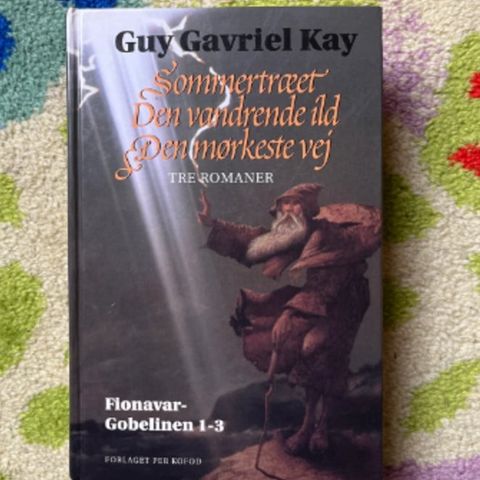 Guy Gavriel Kay
Sommertræet
Den vandrende ild
& Den mørkeste vej
TRE ROMANER
Fionavar-
Gobelinen 1-3
FORLAGET PER KOFOD